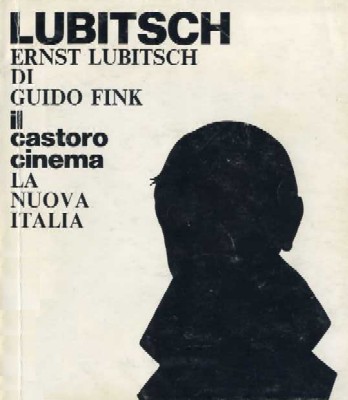 LUBITSCH
ERNST LUBITSCH
DI
GUIDO FINK
il
castoro
cinema
LA
NUOVA
ITALIA